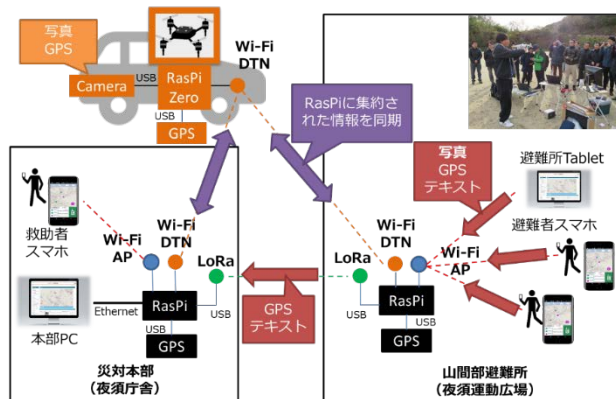 写真
GPS
Camera
USB
RasPi
Zero
USB
GPS
Wi-Fi
DTN
RasPiに集約さ
れた情報を同期
救助者
スマホ
Wi-Fi
AP
Wi-Fi
DTN
LoRa
本部PC
Ethernet
RasPi
USB
USB
GPS
災対本部
(夜須庁舎)
GPS
テキスト
LoRa
Wi-Fi
DTN
Wi-Fi
AP
USB
RasPi
USB
GPS
写真
GPS
テキスト
避難所Tablet
避難者スマホ
山間部避難所
(夜須運動広場)